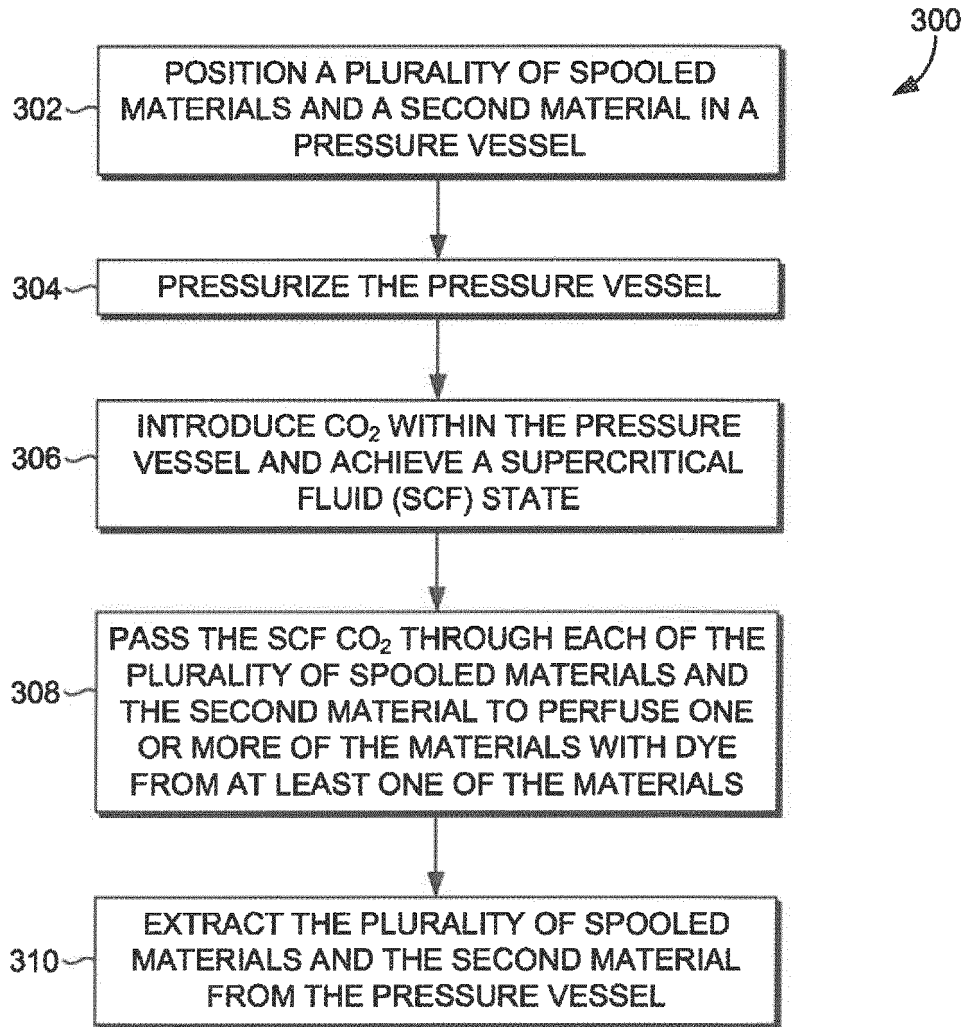 300
302
POSITION A PLURALITY OF SPOOLED
MATERIALS AND A SECOND MATERIAL IN A
PRESSURE VESSEL
304
PRESSURIZE THE PRESSURE VESSEL
306
INTRODUCE CO₂ WITHIN THE PRESSURE
VESSEL AND ACHIEVE A SUPERCRITICAL
FLUID (SCF) STATE
308
PASS THE SCF CO₂ THROUGH EACH OF THE
PLURALITY OF SPOOLED MATERIALS AND
THE SECOND MATERIAL TO PERFUSE ONE
OR MORE OF THE MATERIALS WITH DYE
FROM AT LEAST ONE OF THE MATERIALS
310
EXTRACT THE PLURALITY OF SPOOLED
MATERIALS AND THE SECOND MATERIAL
FROM THE PRESSURE VESSEL